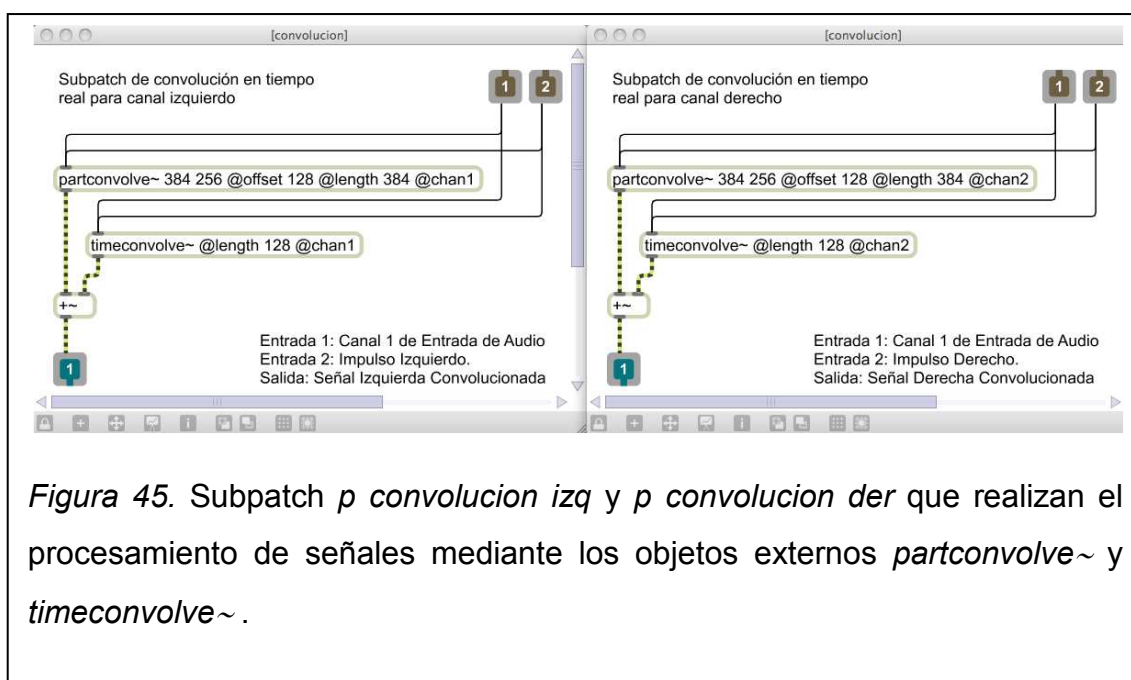 [convolucion]
Subpatch de convolución en tiempo
real para canal izquierdo
1
2
partconvolve~ 384 256 @offset 128 @length 384 @chan1
timeconvolve~ @length 128 @chan1
+~
Entrada 1: Canal 1 de Entrada de Audio
Entrada 2: Impulso Izquierdo.
Salida: Señal Izquierda Convolucionada
1
[convolucion]
Subpatch de convolución en tiempo
real para canal derecho
1
2
partconvolve~ 384 256 @offset 128 @length 384 @chan2
timeconvolve~ @length 128 @chan2
+~
Entrada 1: Canal 1 de Entrada de Audio
Entrada 2: Impulso Derecho.
Salida: Señal Derecha Convolucionada
1
Figura 45. Subpatch p convolucion izq y p convolucion der que realizan el
procesamiento de señales mediante los objetos externos partconvolve~ y
timeconvolve~ .